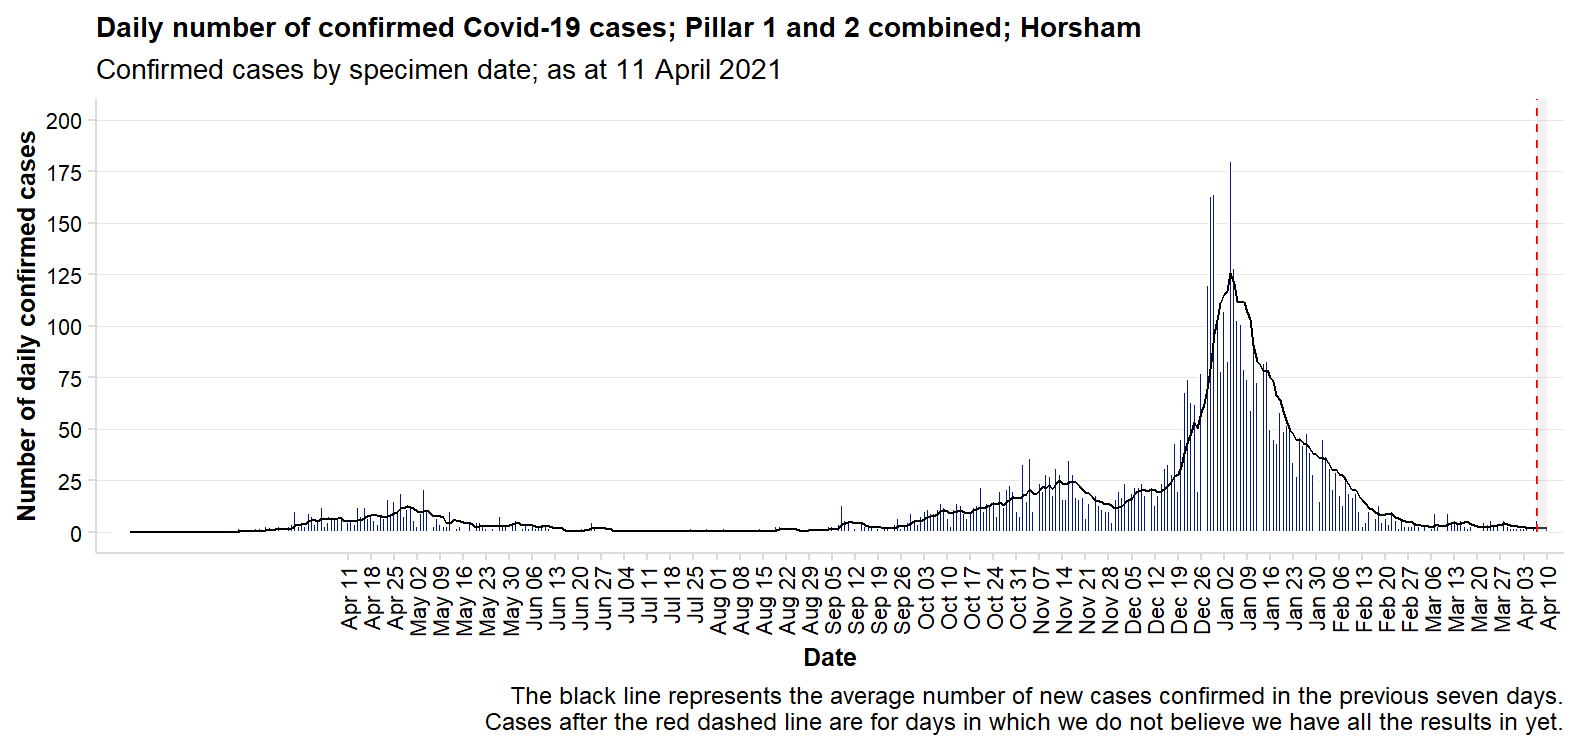 Daily number of confirmed Covid-19 cases; Pillar 1 and 2 combined; Horsham
Confirmed cases by specimen date; as at 11 April 2021
Number of daily confirmed cases
200
175
150
125
100
75
50
25
0
Apr 11
Apr 18
Apr 25
May 02
May 09
May 16
May 23
May 30
Jun 06
Jun 13
Jun 20
Jun 27
Jul 04
Jul 11
Jul 18
Jul 25
Aug 01
Aug 08
Aug 15
Aug 22
Aug 29
Sep 05
Sep 12
Sep 19
Sep 26
Oct 03
Oct 10
Oct 17
Oct 24
Oct 31
Nov 07
Nov 14
Nov 21
Nov 28
Dec 05
Dec 12
Dec 19
Dec 26
Jan 02
Jan 09
Jan 16
Jan 23
Jan 30
Feb 06
Feb 13
Feb 20
Feb 27
Mar 06
Mar 13
Mar 20
Mar 27
Apr 03
Apr 10
Date
The black line represents the average number of new cases confirmed in the previous seven days.
Cases after the red dashed line are for days in which we do not believe we have all the results in yet.